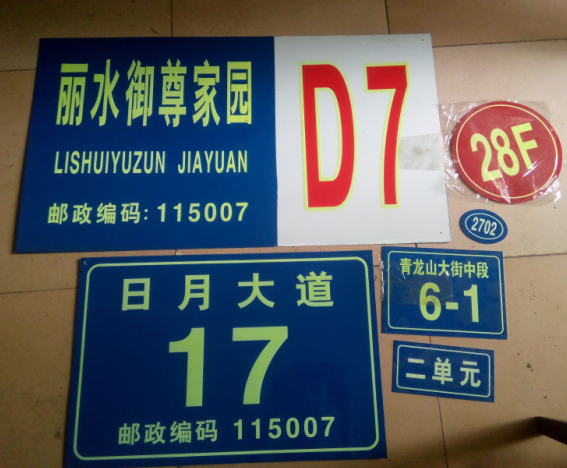 丽水御尊家园
LISHUIYUZUN JIAYUAN
邮政编码: 115007
D7
28F
2702
日月大道
17
邮政编码 115007
青龙山大街中段
6-1
二单元